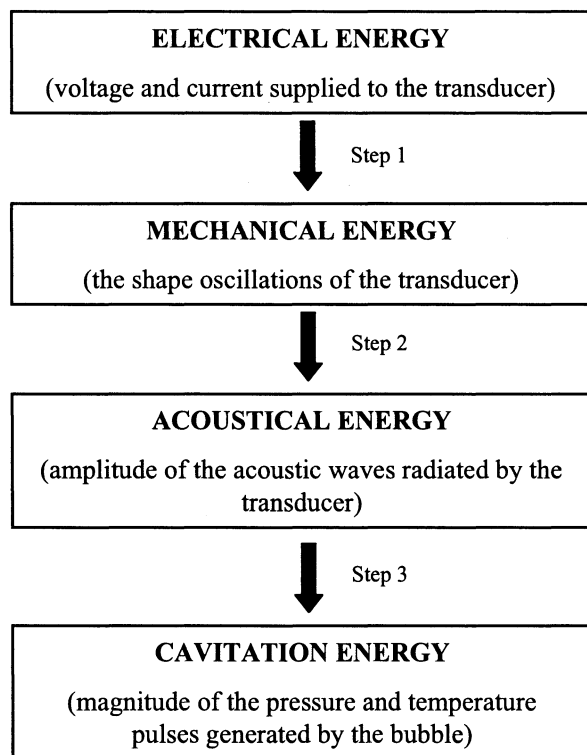 ELECTRICAL ENERGY
(voltage and current supplied to the transducer)
Step 1
MECHANICAL ENERGY
(the shape oscillations of the transducer)
Step 2
ACOUSTICAL ENERGY
(amplitude of the acoustic waves radiated by the
transducer)
Step 3
CAVITATION ENERGY
(magnitude of the pressure and temperature
pulses generated by the bubble)